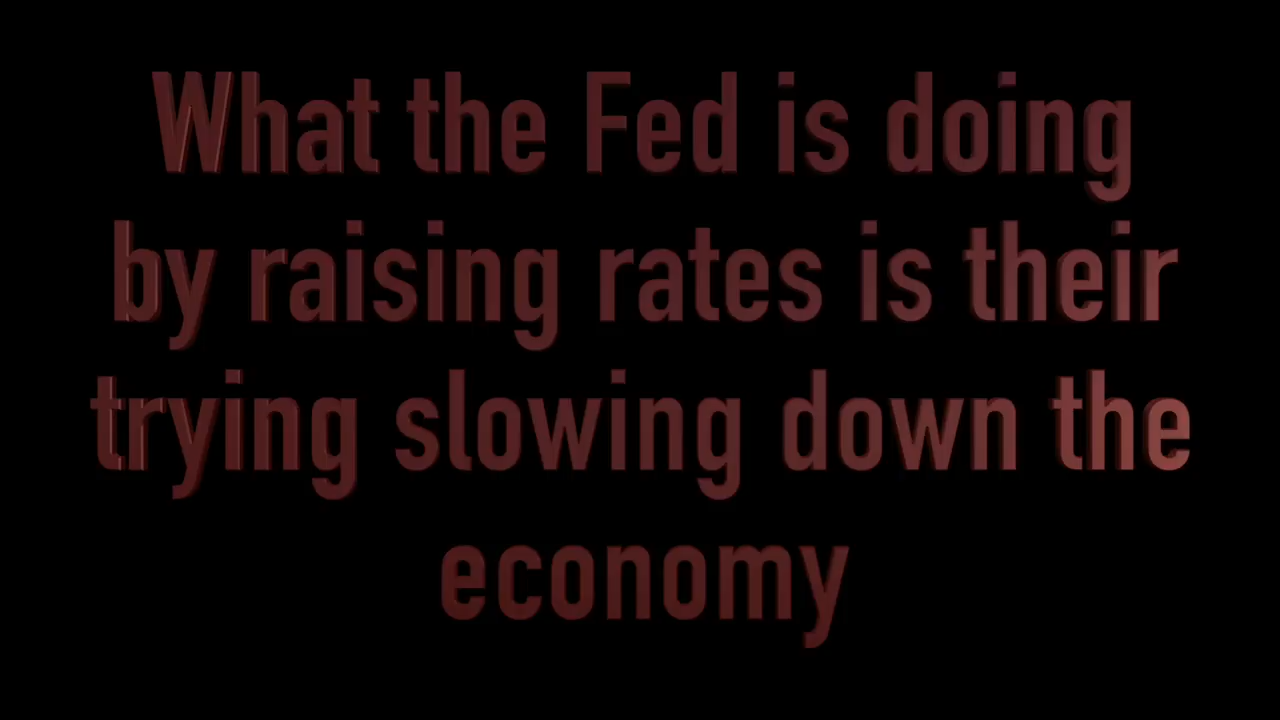 What the Fed is doing
by raising rates is their
trying slowing down the
economy